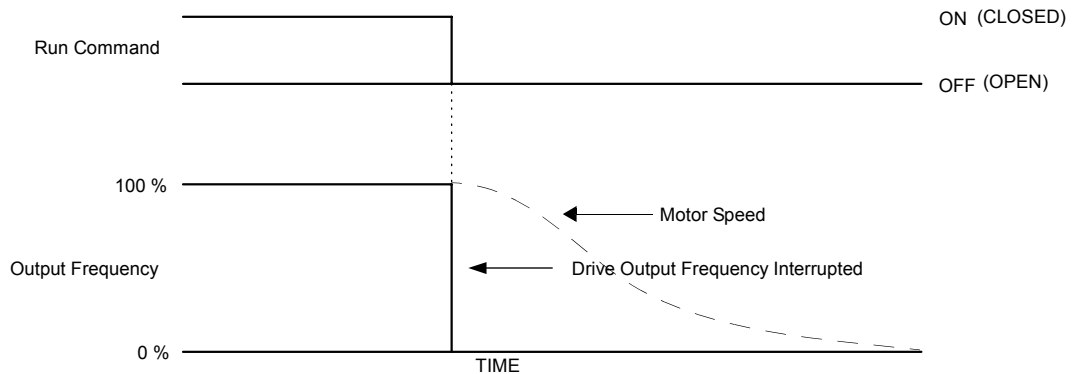 ON (CLOSED)
Run Command
OFF (OPEN)
100 %
Motor Speed
Output Frequency
Drive Output Frequency Interrupted
0 %
TIME